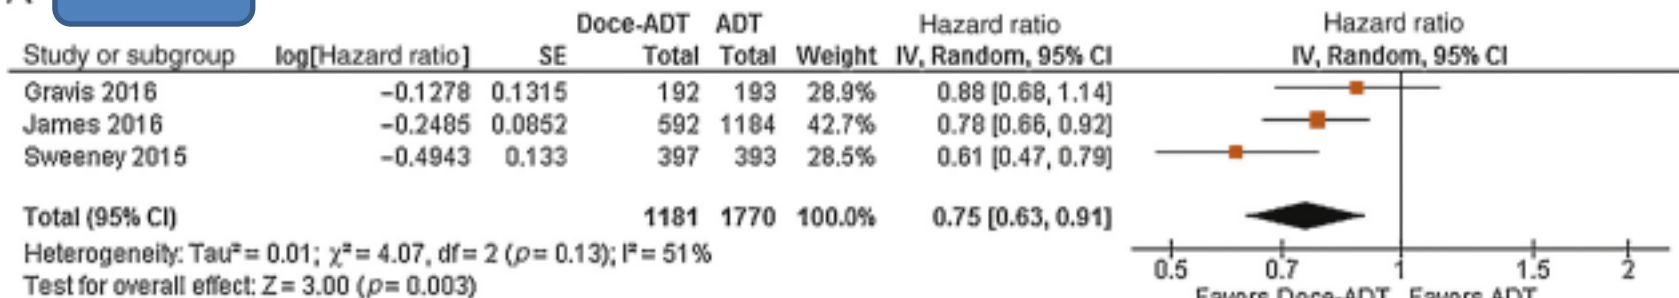 Doce-ADT ADT Hazard ratio Hazard ratio
Study or subgroup log[Hazard ratio] SE Total Total Weight IV, Random, 95% CI IV, Random, 95% CI
Gravis 2016 −0.1278 0.1315 192 193 28.9% 0.88 [0.68, 1.14]
James 2016 −0.2485 0.0852 592 1184 42.7% 0.78 [0.66, 0.92]
Sweeney 2015 −0.4943 0.133 397 393 28.5% 0.61 [0.47, 0.79]
Total (95% CI) 1181 1770 100.0% 0.75 [0.63, 0.91]
Heterogeneity: Tau² = 0.01; χ² = 4.07, df = 2 (p = 0.13); I² = 51%
0.5 0.7 1 1.5 2
Test for overall effect: Z = 3.00 (p = 0.003)
Favors Doce-ADT Favors ADT